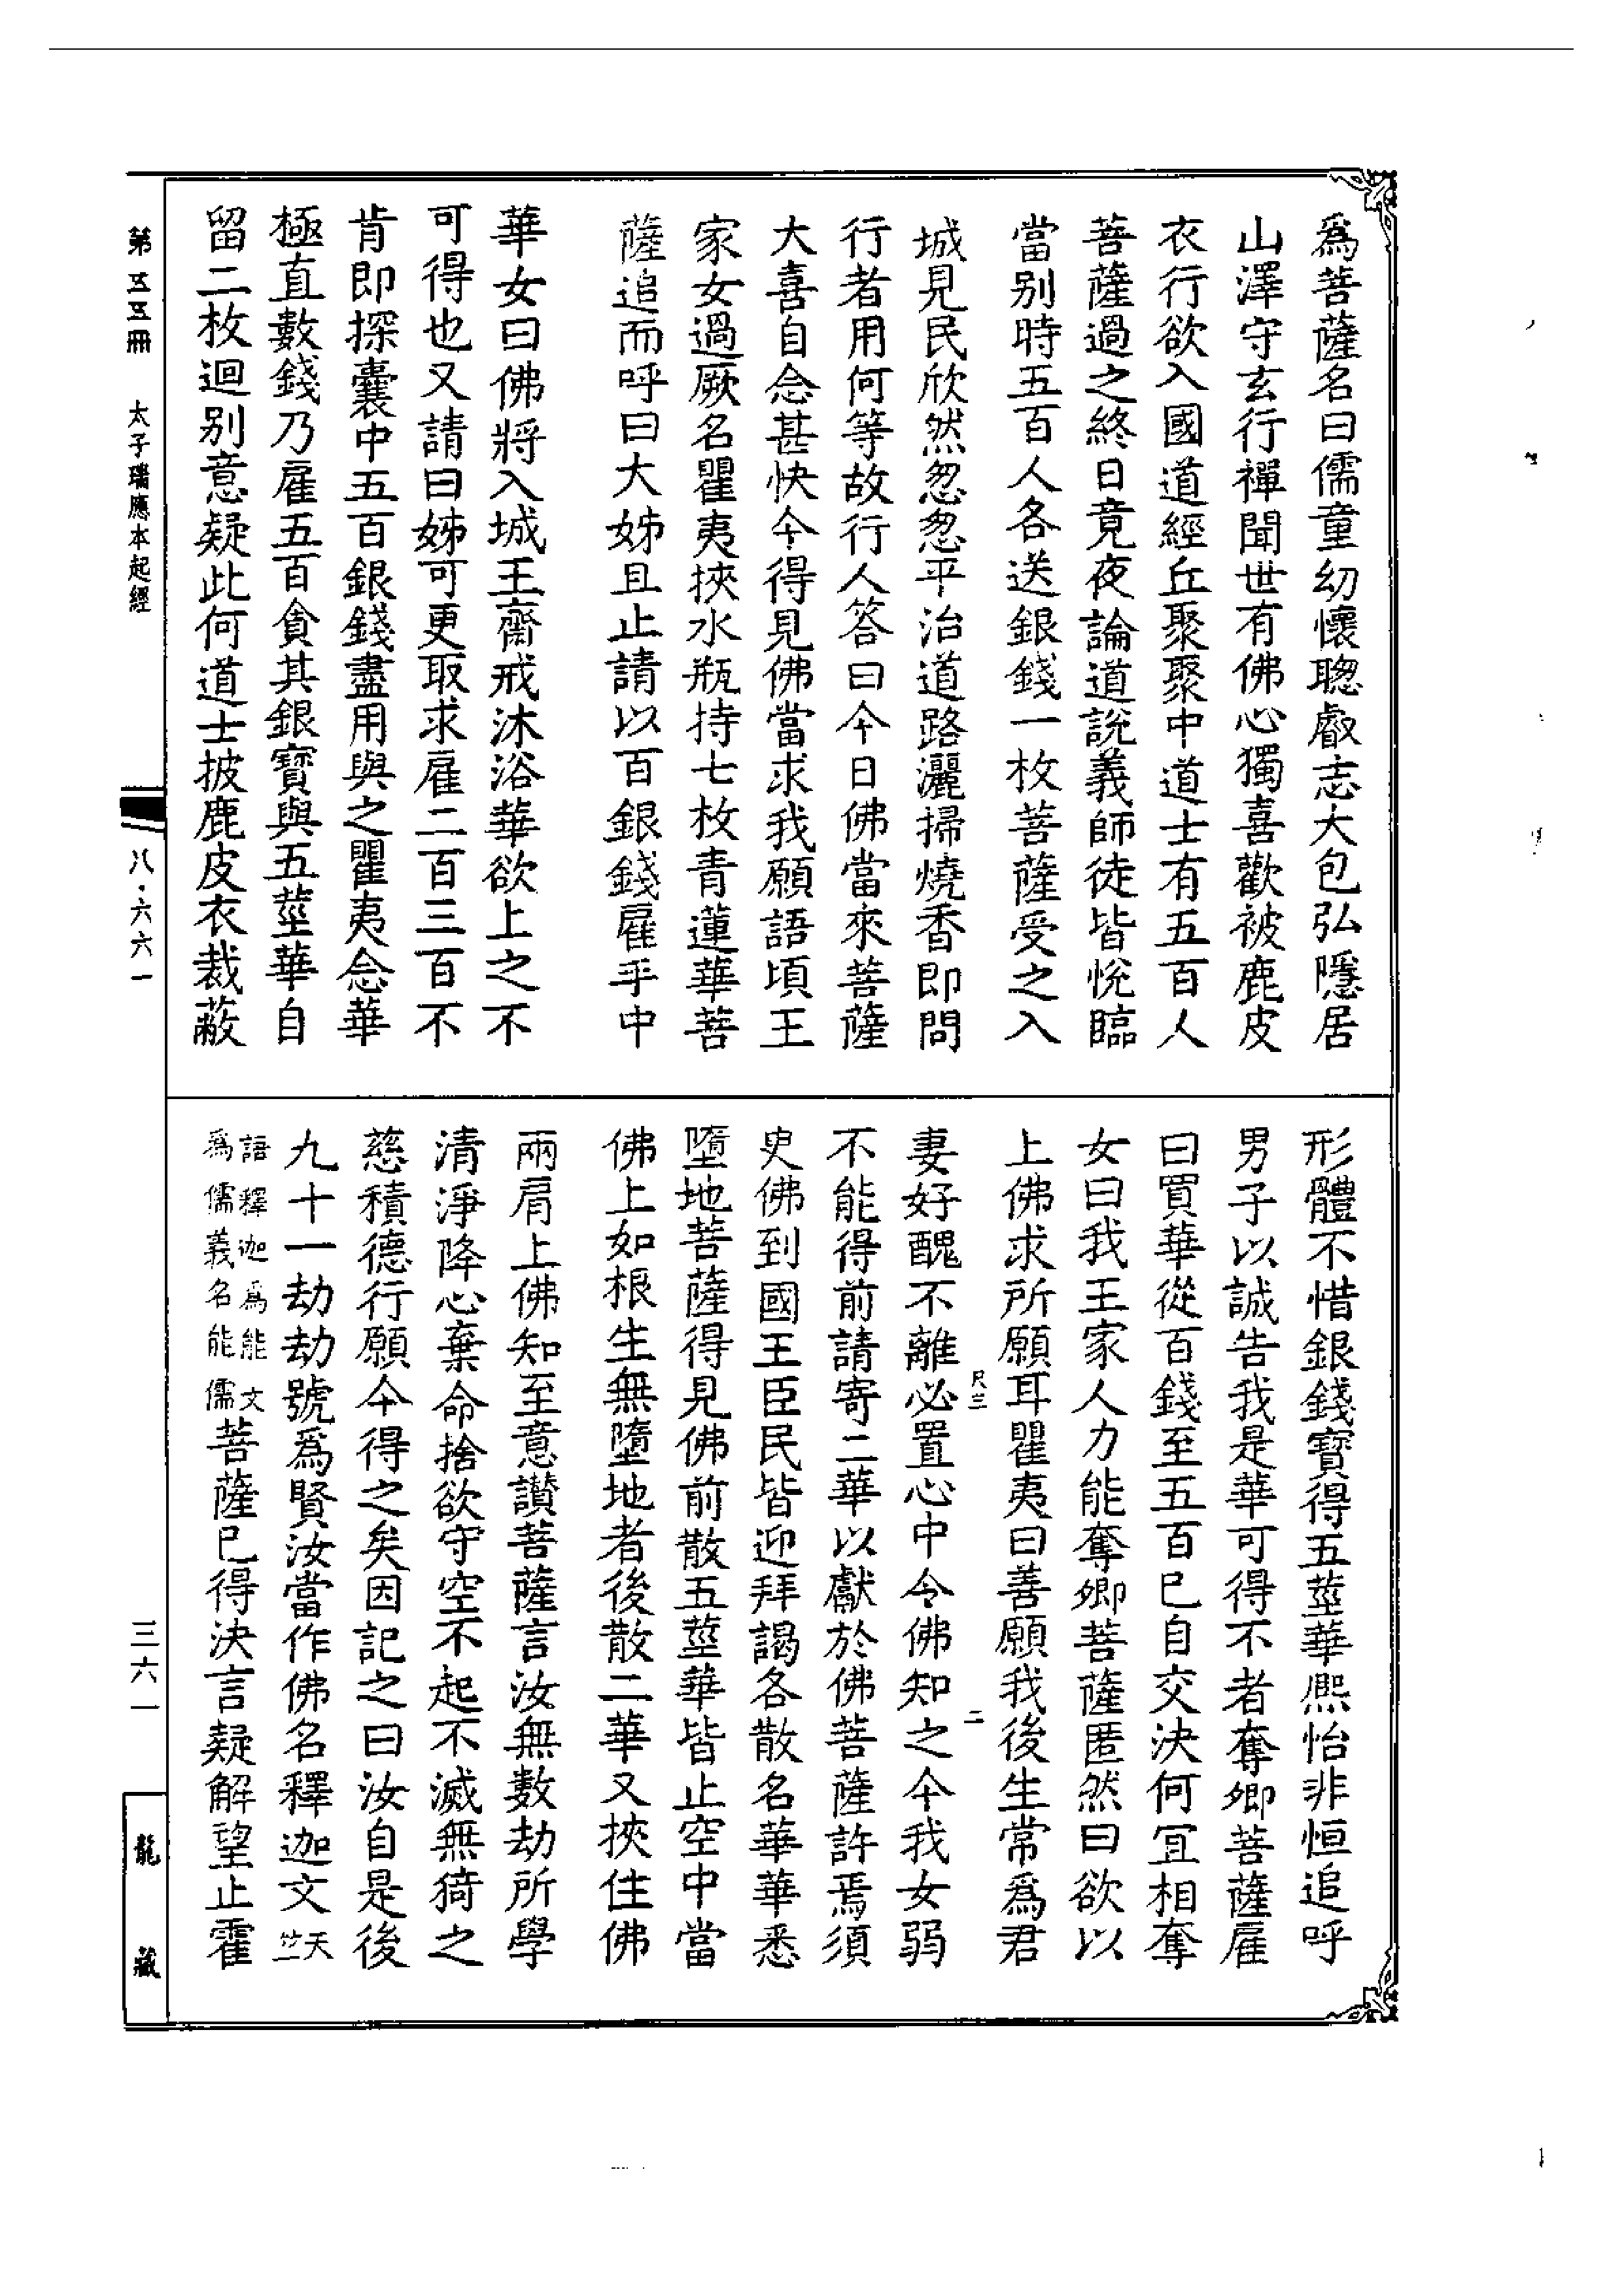 爲菩薩名曰儒童幼懷聰叡志大包弘隱居
山澤守玄行禪聞世有佛心獨喜歡被鹿皮
衣行欲入國道經丘聚聚中道士有五百人
菩薩過之終日竟夜論道說義師徒皆悅臨
當別時五百人各送銀錢一枚菩薩受之入
城見民欣然怱怱平治道路灑掃燒香即問
行者用何等故行人答曰今日佛當來菩薩
大喜自念甚快今得見佛當求我願語頃王
家女過厥名瞿夷挾水瓶持七枚青蓮華菩
薩追而呼曰大姊且止請以百銀錢雇手中
華女曰佛將入城王齋戒沐浴華欲上之不
可得也又請曰姊可更取求雇二百三百不
肯即探囊中五百銀錢盡用與之瞿夷念華
極直數錢乃雇五百貪其銀寶與五莖華自
留二枚迴別意疑此何道士披鹿皮衣裁蔽
形體不惜銀錢寶得五莖華熈怡非恒追呼
男子以誠告我是華可得不者奪卿菩薩雇
曰買華從百錢至五百已自交決何宜相奪
女曰我王家人力能奪卿菩薩匿然曰欲以
上佛求所願耳瞿夷曰善願我後生常爲君
尺三 二
妻好醜不離必置心中令佛知之今我女弱
不能得前請寄二華以獻於佛菩薩許焉須
臾佛到國王臣民皆迎拜謁各散名華華悉
墮地菩薩得見佛前散五莖華皆止空中當
佛上如根生無墮地者後散二華又挾住佛
兩肩上佛知至意讃菩薩言汝無數劫所學
清淨降心棄命捨欲守空不起不滅無猗之
慈積德行願今得之矣因記之曰汝自是後
九十一劫劫號爲賢汝當作佛名釋迦文天竺
語釋迦爲能文
爲儒義名能儒菩薩已得決言疑解望止霍
第五五冊 太子瑞應本起經
八·六六一
三六一
龍藏